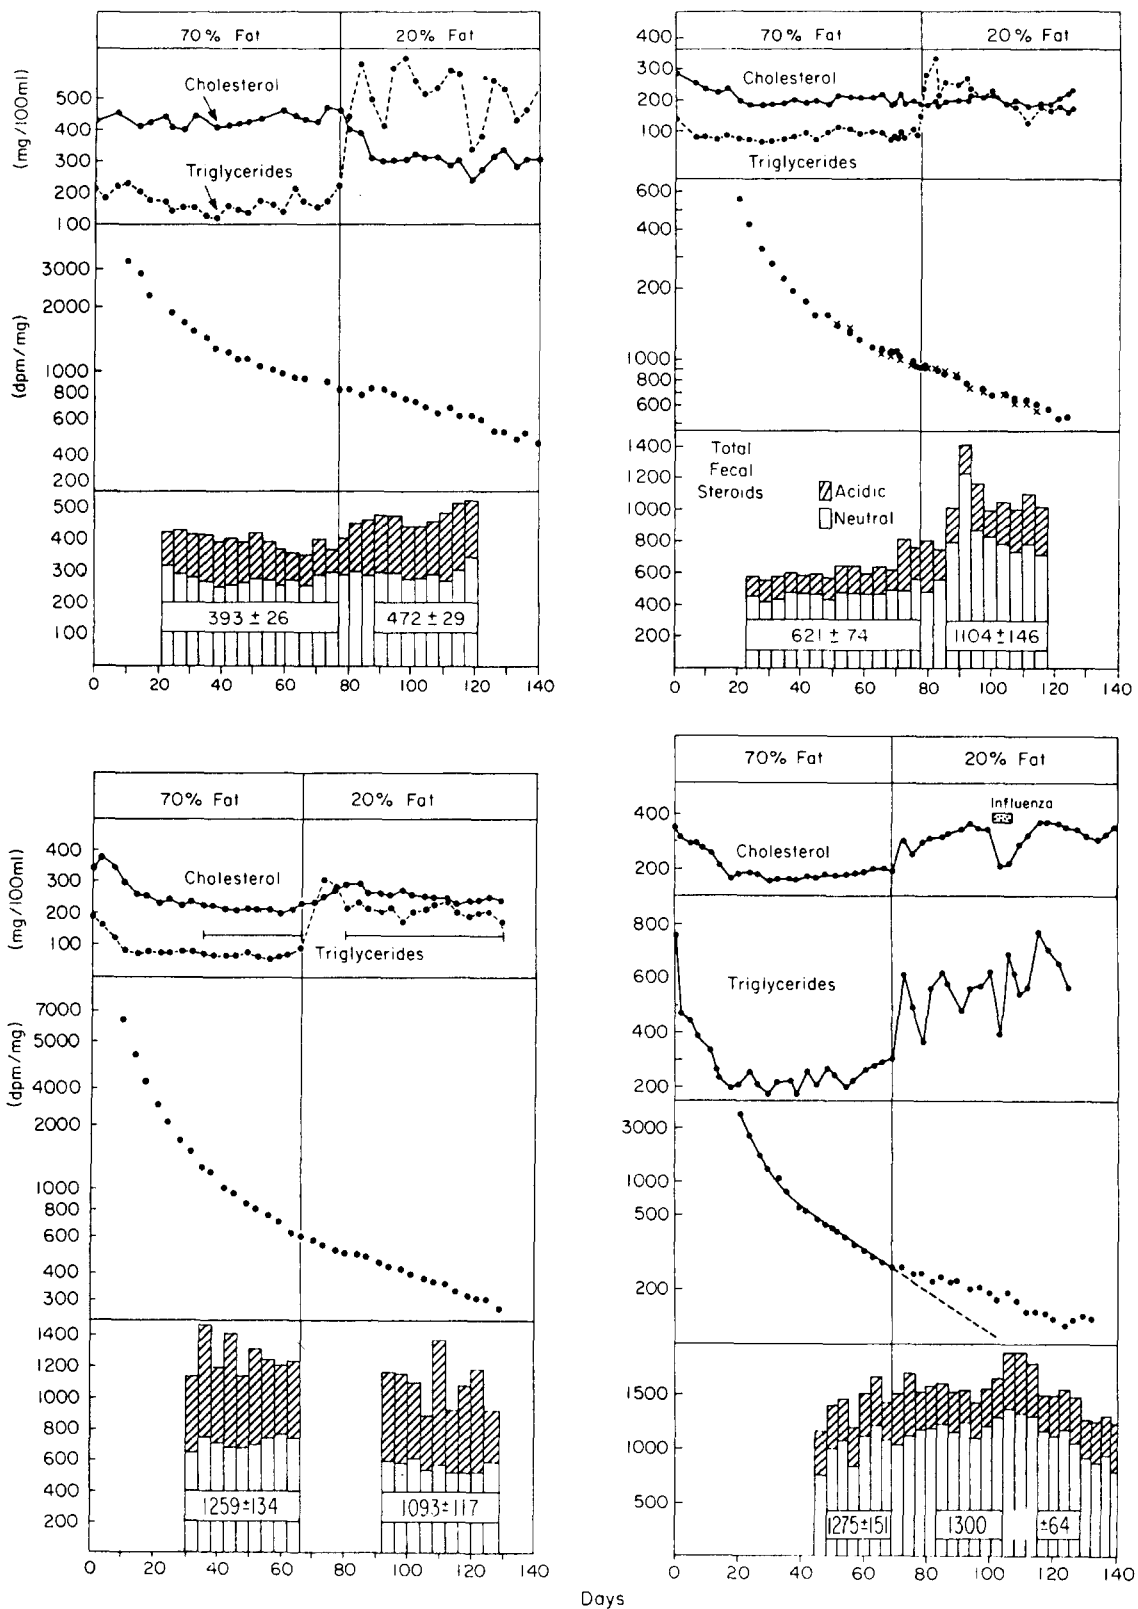 70% Fat 20% Fat
Cholesterol
Triglycerides
(mg/100ml)
500
400
300
200
100
(dpm/mg)
3000
2000
1000
800
600
400
200
500
400
300
200
100
393 ± 26
472 ± 29
0 20 40 60 80 100 120 140
400
70% Fat 20% Fat
300
200
100
Cholesterol
Triglycerides
600
400
200
1000
800
600
1400
1200
1000
800
600
400
200
Total
Fecal
Steroids
Acidic
Neutral
621 ± 74
1104 ± 146
0 20 40 60 80 100 120 140
70% Fat 20% Fat
(mg/100ml)
400
300
200
100
Cholesterol
Triglycerides
(dpm/mg)
7000
5000
4000
2000
1000
800
600
400
300
1400
1200
1000
800
600
400
200
1259±134
1093±117
0 20 40 60 80 100 120 140
70% Fat 20% Fat
Influenza
400
200
Cholesterol
800
600
400
200
Triglycerides
3000
1000
500
200
1500
1000
500
1275±151
1300
±64
0 20 40 60 80 100 120 140
Days